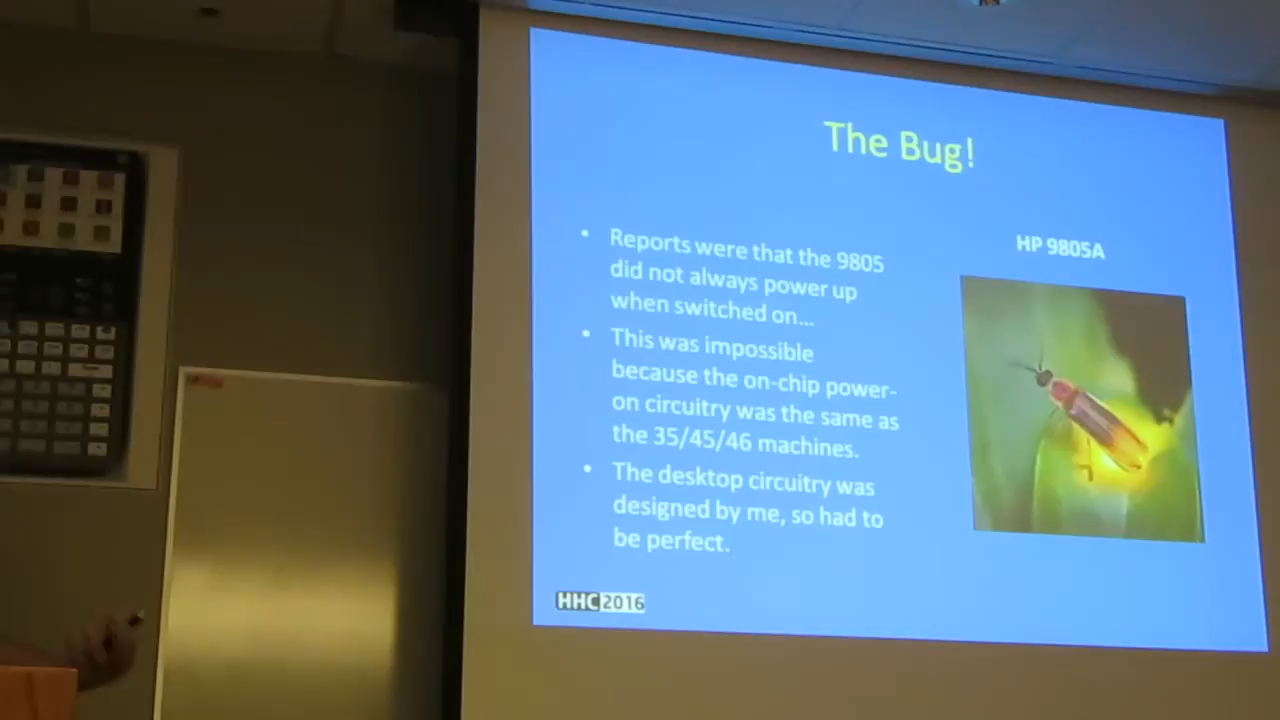 The Bug!
• Reports were that the 9805
did not always power up
when switched on...
• This was impossible
because the on-chip power-
on circuitry was the same as
the 35/45/46 machines.
• The desktop circuitry was
designed by me, so had to
be perfect.
HP 9805A
HHC 2016